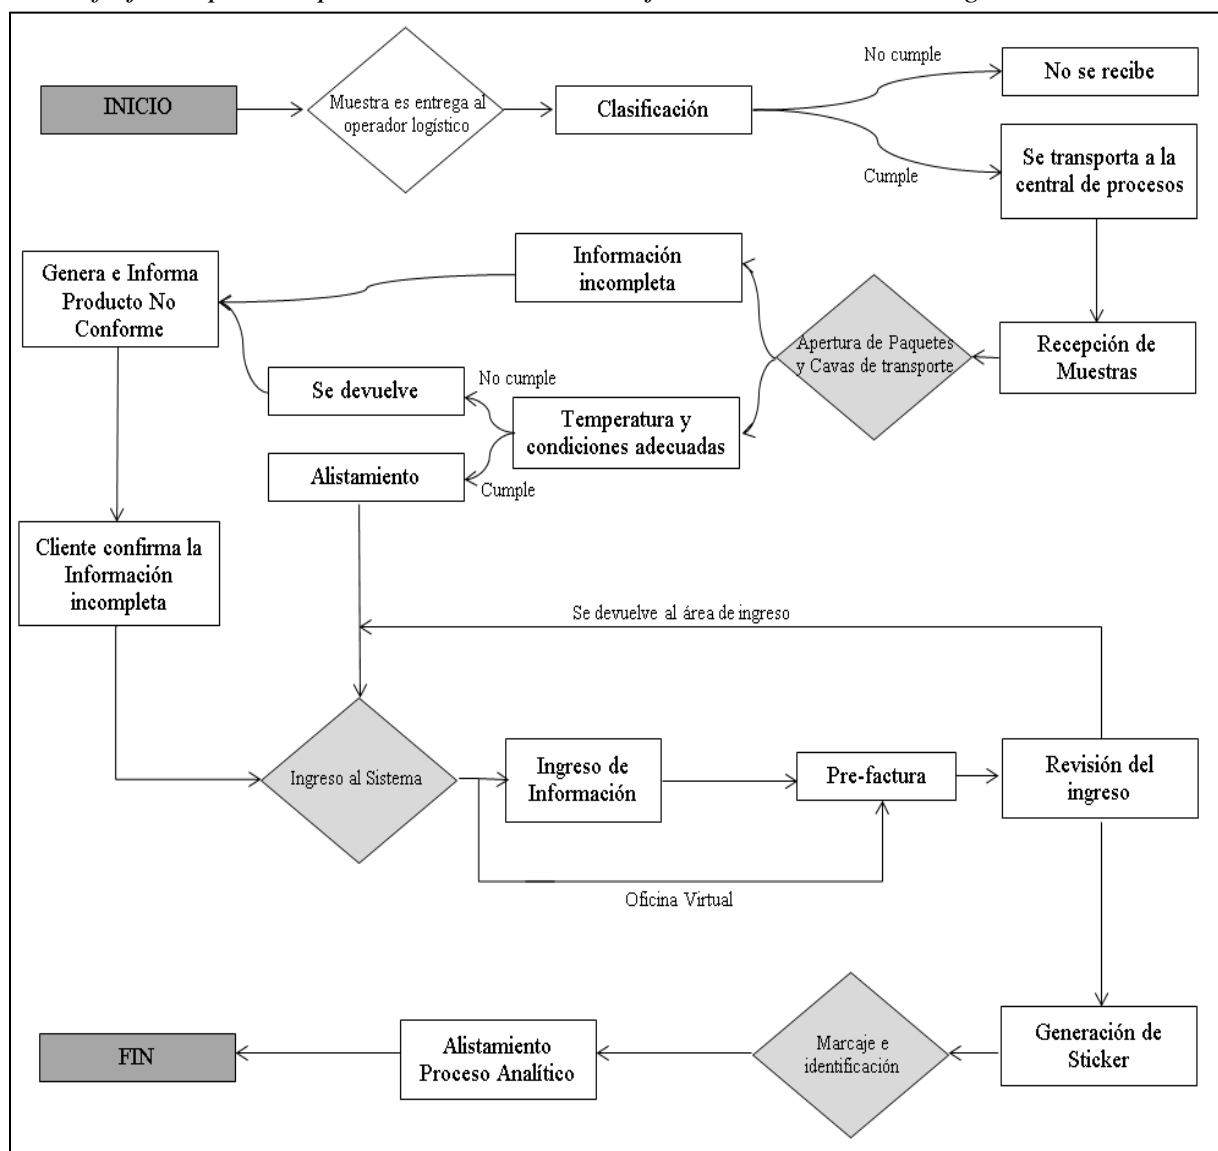 No cumple
No se recibe
INICIO
Muestra es entrega al
operador logístico
Clasificación
Se transporta a la
central de procesos
Cumple
Información
incompleta
Genera e Informa
Producto No
Conforme
Apertura de Paquetes
y Cavas de transporte
Recepción de
Muestras
No cumple
Se devuelve
Temperatura y
condiciones adecuadas
Alistamiento
Cumple
Cliente confirma la
Información
incompleta
Se devuelve al área de ingreso
Ingreso al Sistema
Ingreso de
Información
Pre-factura
Revisión del
ingreso
Oficina Virtual
Generación de
Sticker
Marcaje e
identificación
Alistamiento
Proceso Analítico
FIN